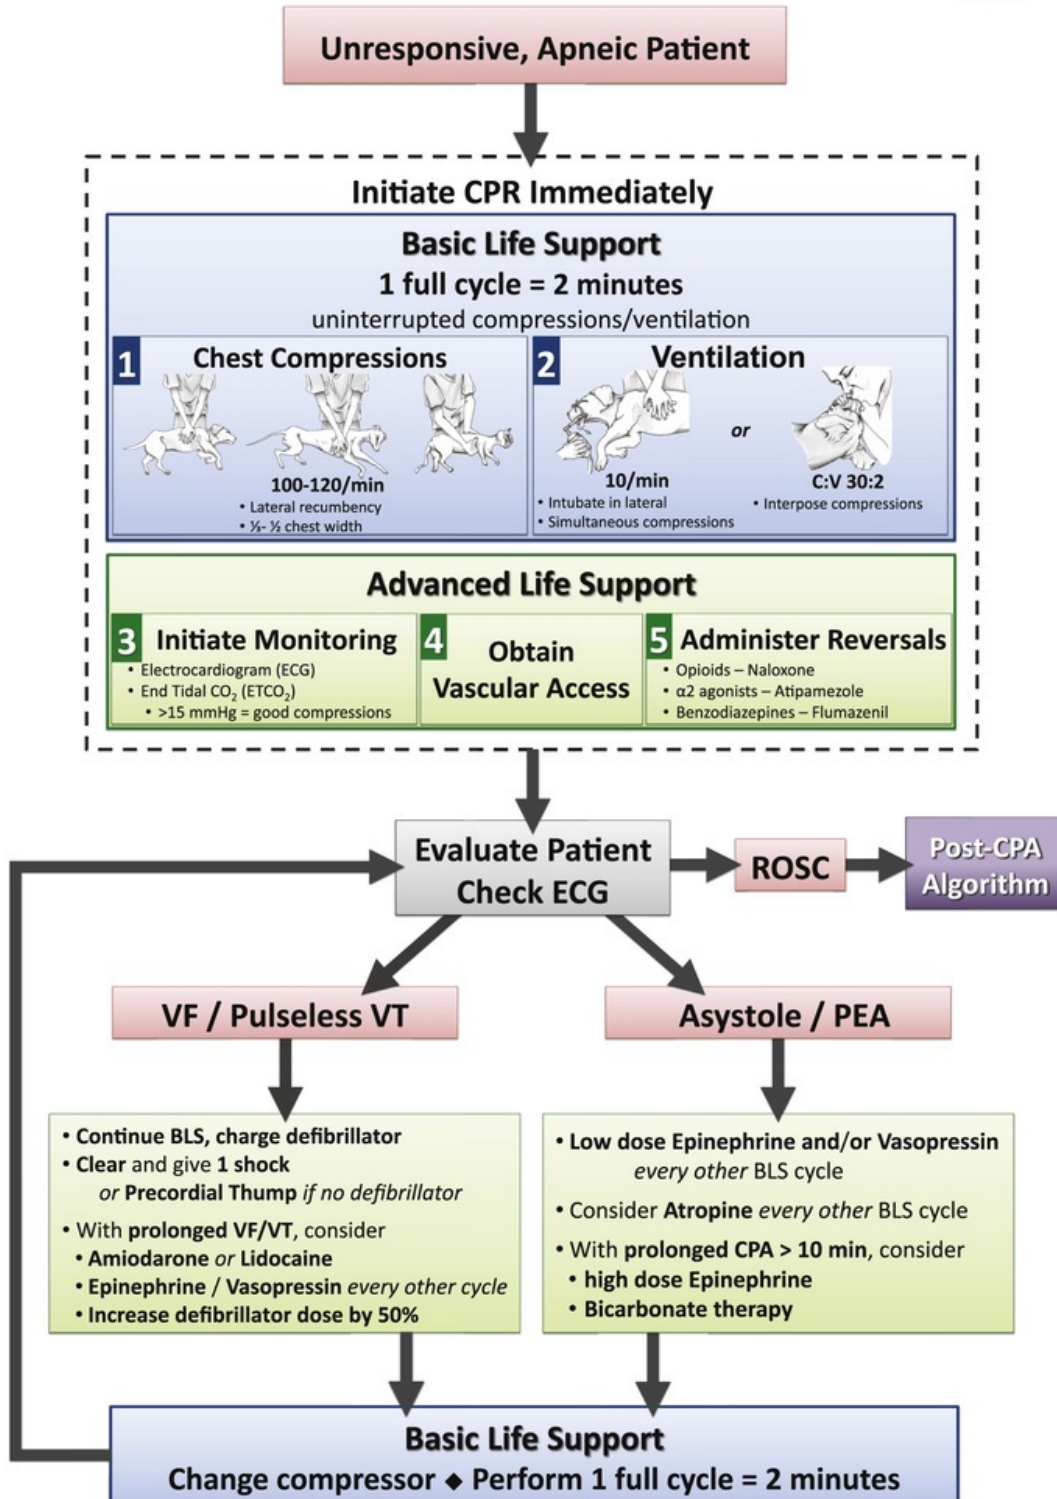 Unresponsive, Apneic Patient
Initiate CPR Immediately
Basic Life Support
1 full cycle = 2 minutes
uninterrupted compressions/ventilation
1 Chest Compressions
100-120/min
• Lateral recumbency
• ⅓- ½ chest width
2 Ventilation
or
10/min
• Intubate in lateral
• Simultaneous compressions
C:V 30:2
• Interpose compressions
Advanced Life Support
3 Initiate Monitoring
• Electrocardiogram (ECG)
• End Tidal CO₂ (ETCO₂)
• >15 mmHg = good compressions
4 Obtain
Vascular Access
5 Administer Reversals
• Opioids – Naloxone
• α2 agonists – Atipamezole
• Benzodiazepines – Flumazenil
Evaluate Patient
Check ECG
ROSC
Post-CPA
Algorithm
VF / Pulseless VT
• Continue BLS, charge defibrillator
• Clear and give 1 shock
or Precordial Thump if no defibrillator
• With prolonged VF/VT, consider
• Amiodarone or Lidocaine
• Epinephrine / Vasopressin every other cycle
• Increase defibrillator dose by 50%
Asystole / PEA
• Low dose Epinephrine and/or Vasopressin
every other BLS cycle
• Consider Atropine every other BLS cycle
• With prolonged CPA > 10 min, consider
• high dose Epinephrine
• Bicarbonate therapy
Basic Life Support
Change compressor ◆ Perform 1 full cycle = 2 minutes